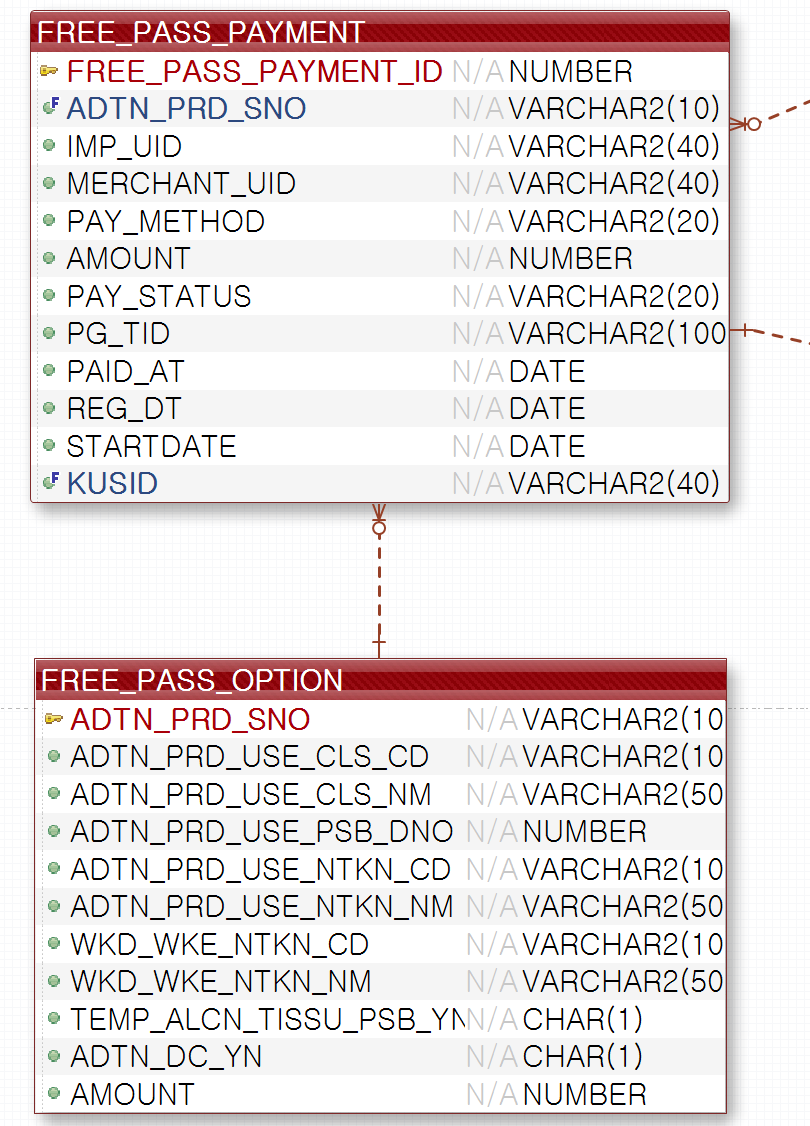 FREE_PASS_PAYMENT
FREE_PASS_PAYMENT_ID N/A NUMBER
ADTN_PRD_SNO N/A VARCHAR2(10)
IMP_UID N/A VARCHAR2(40)
MERCHANT_UID N/A VARCHAR2(40)
PAY_METHOD N/A VARCHAR2(20)
AMOUNT N/A NUMBER
PAY_STATUS N/A VARCHAR2(20)
PG_TID N/A VARCHAR2(100
PAID_AT N/A DATE
REG_DT N/A DATE
STARTDATE N/A DATE
KUSID N/A VARCHAR2(40)
FREE_PASS_OPTION
ADTN_PRD_SNO N/A VARCHAR2(10
ADTN_PRD_USE_CLS_CD N/A VARCHAR2(10
ADTN_PRD_USE_CLS_NM N/A VARCHAR2(50
ADTN_PRD_USE_PSB_DNO N/A NUMBER
ADTN_PRD_USE_NTKN_CD N/A VARCHAR2(10
ADTN_PRD_USE_NTKN_NM N/A VARCHAR2(50
WKD_WKE_NTKN_CD N/A VARCHAR2(10
WKD_WKE_NTKN_NM N/A VARCHAR2(50
TEMP_ALCN_TISSU_PSB_YN N/A CHAR(1)
ADTN_DC_YN N/A CHAR(1)
AMOUNT N/A NUMBER